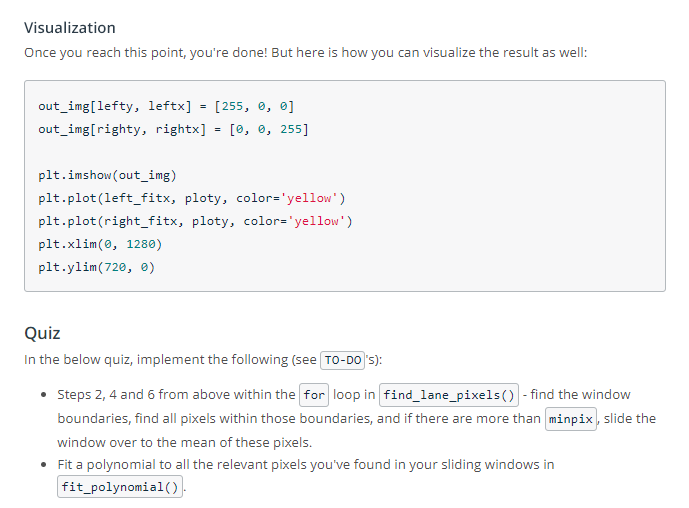 Visualization
Once you reach this point, you're done! But here is how you can visualize the result as well:
out_img[lefty, leftx] = [255, 0, 0]
out_img[righty, rightx] = [0, 0, 255]
plt.imshow(out_img)
plt.plot(left_fitx, ploty, color='yellow')
plt.plot(right_fitx, ploty, color='yellow')
plt.xlim(0, 1280)
plt.ylim(720, 0)
Quiz
In the below quiz, implement the following (see TO-DO's):
• Steps 2, 4 and 6 from above within the for loop in find_lane_pixels() - find the window
boundaries, find all pixels within those boundaries, and if there are more than minpix, slide the
window over to the mean of these pixels.
• Fit a polynomial to all the relevant pixels you've found in your sliding windows in
fit_polynomial().